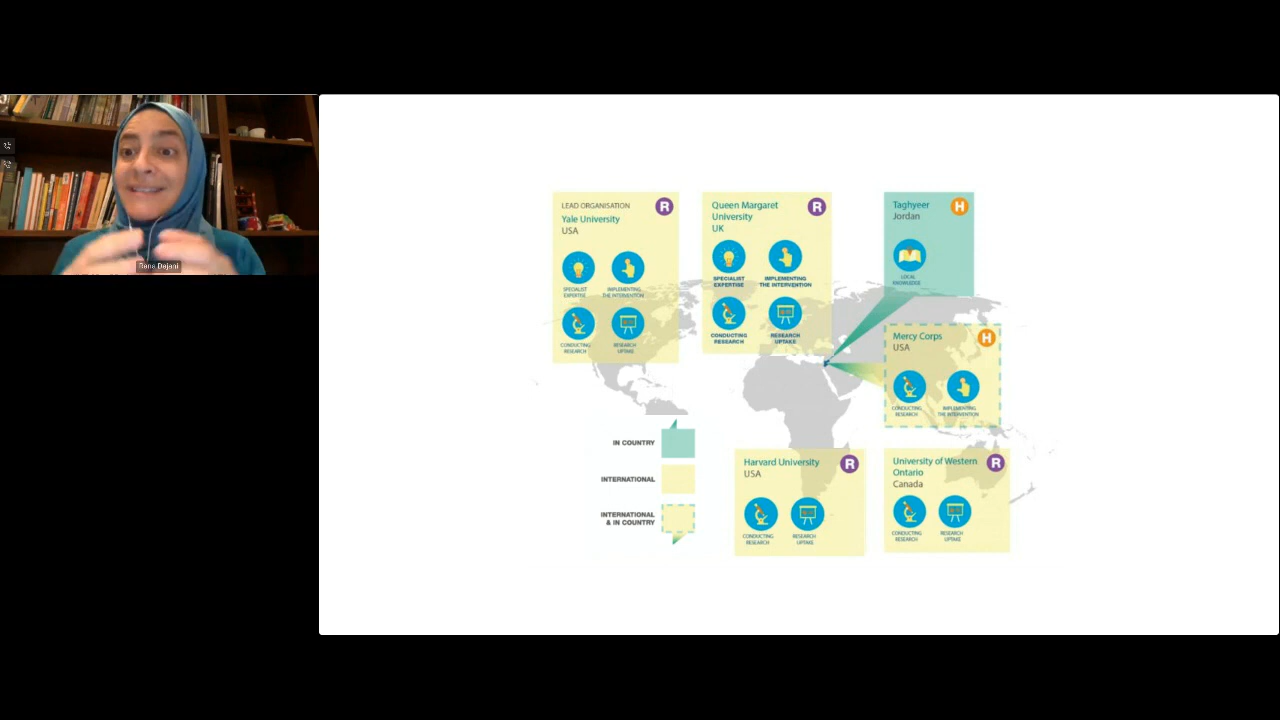 Rana Dajani
LEAD ORGANISATION
Yale University
USA
R
SPECIALIST
EXPERTISE
IMPLEMENTING
THE INTERVENTION
CONDUCTING
RESEARCH
RESEARCH
UPTAKE
Queen Margaret
University
UK
R
SPECIALIST
EXPERTISE
IMPLEMENTING
THE INTERVENTION
CONDUCTING
RESEARCH
RESEARCH
UPTAKE
Taghyeer
Jordan
H
LOCAL
KNOWLEDGE
Mercy Corps
USA
H
CONDUCTING
RESEARCH
IMPLEMENTING
THE INTERVENTION
IN COUNTRY
INTERNATIONAL
INTERNATIONAL
& IN COUNTRY
Harvard University
USA
R
CONDUCTING
RESEARCH
RESEARCH
UPTAKE
University of Western
Ontario
Canada
R
CONDUCTING
RESEARCH
RESEARCH
UPTAKE